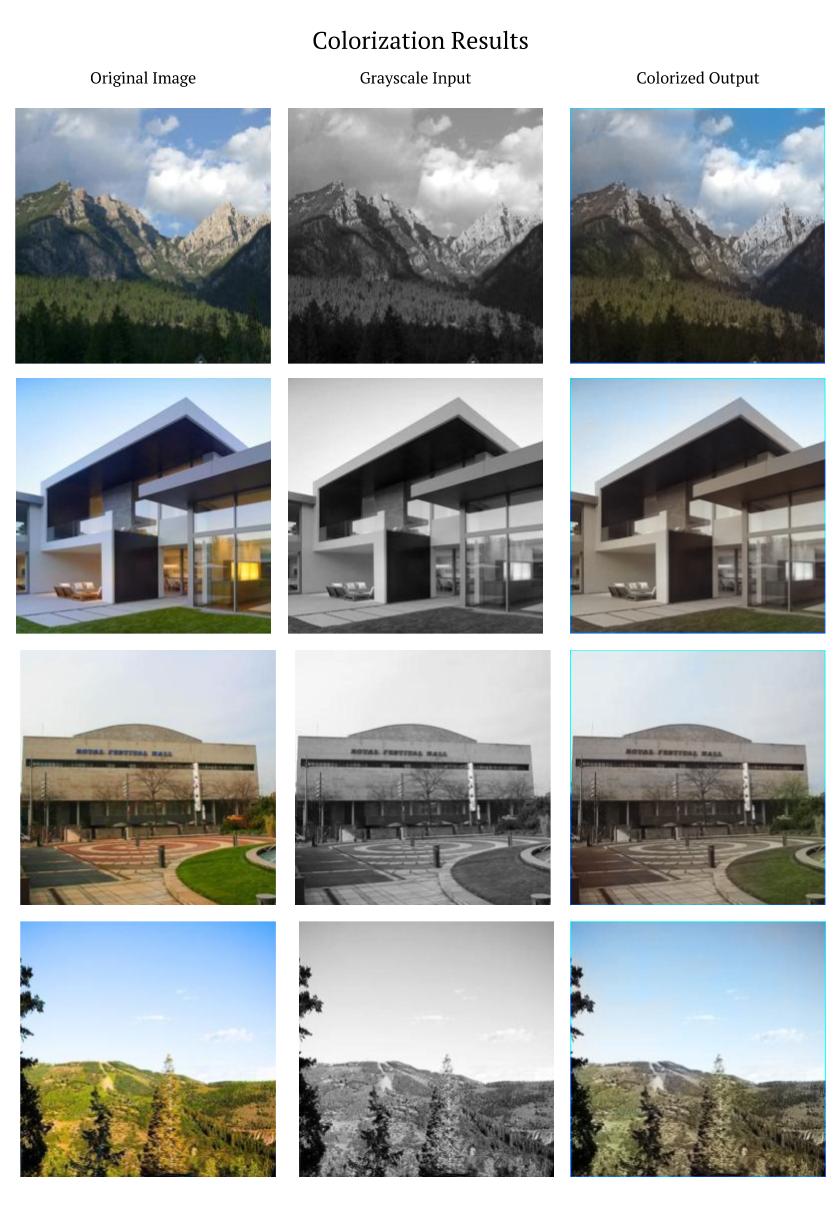 Colorization Results
Original Image
Grayscale Input
Colorized Output
ROYAL FESTIVAL HALL
ROYAL FESTIVAL HALL
ROYAL FESTIVAL HALL